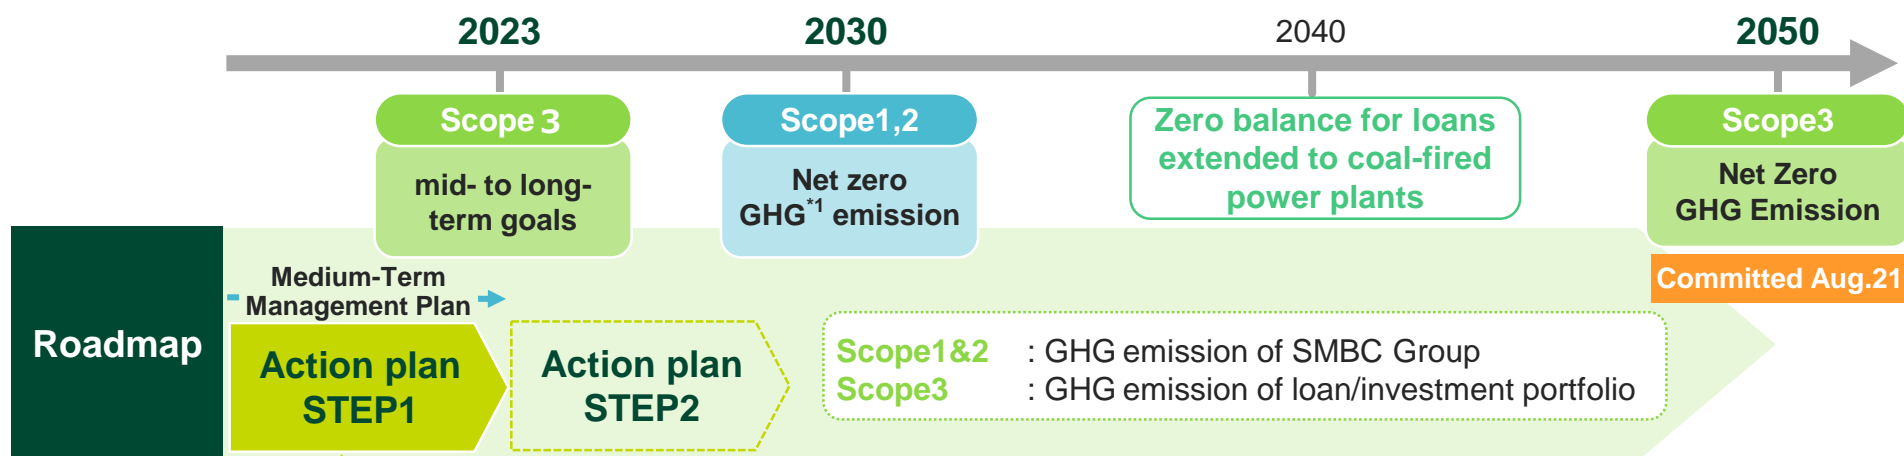 2023
2030
2040
2050
Scope 3
mid- to long-
term goals
Scope1,2
Net zero
GHG*1 emission
Zero balance for loans
extended to coal-fired
power plants
Scope3
Net Zero
GHG Emission
Committed Aug.21
Roadmap
Medium-Term
Management Plan
Action plan
STEP1
Action plan
STEP2
Scope1&2 : GHG emission of SMBC Group
Scope3 : GHG emission of loan/investment portfolio